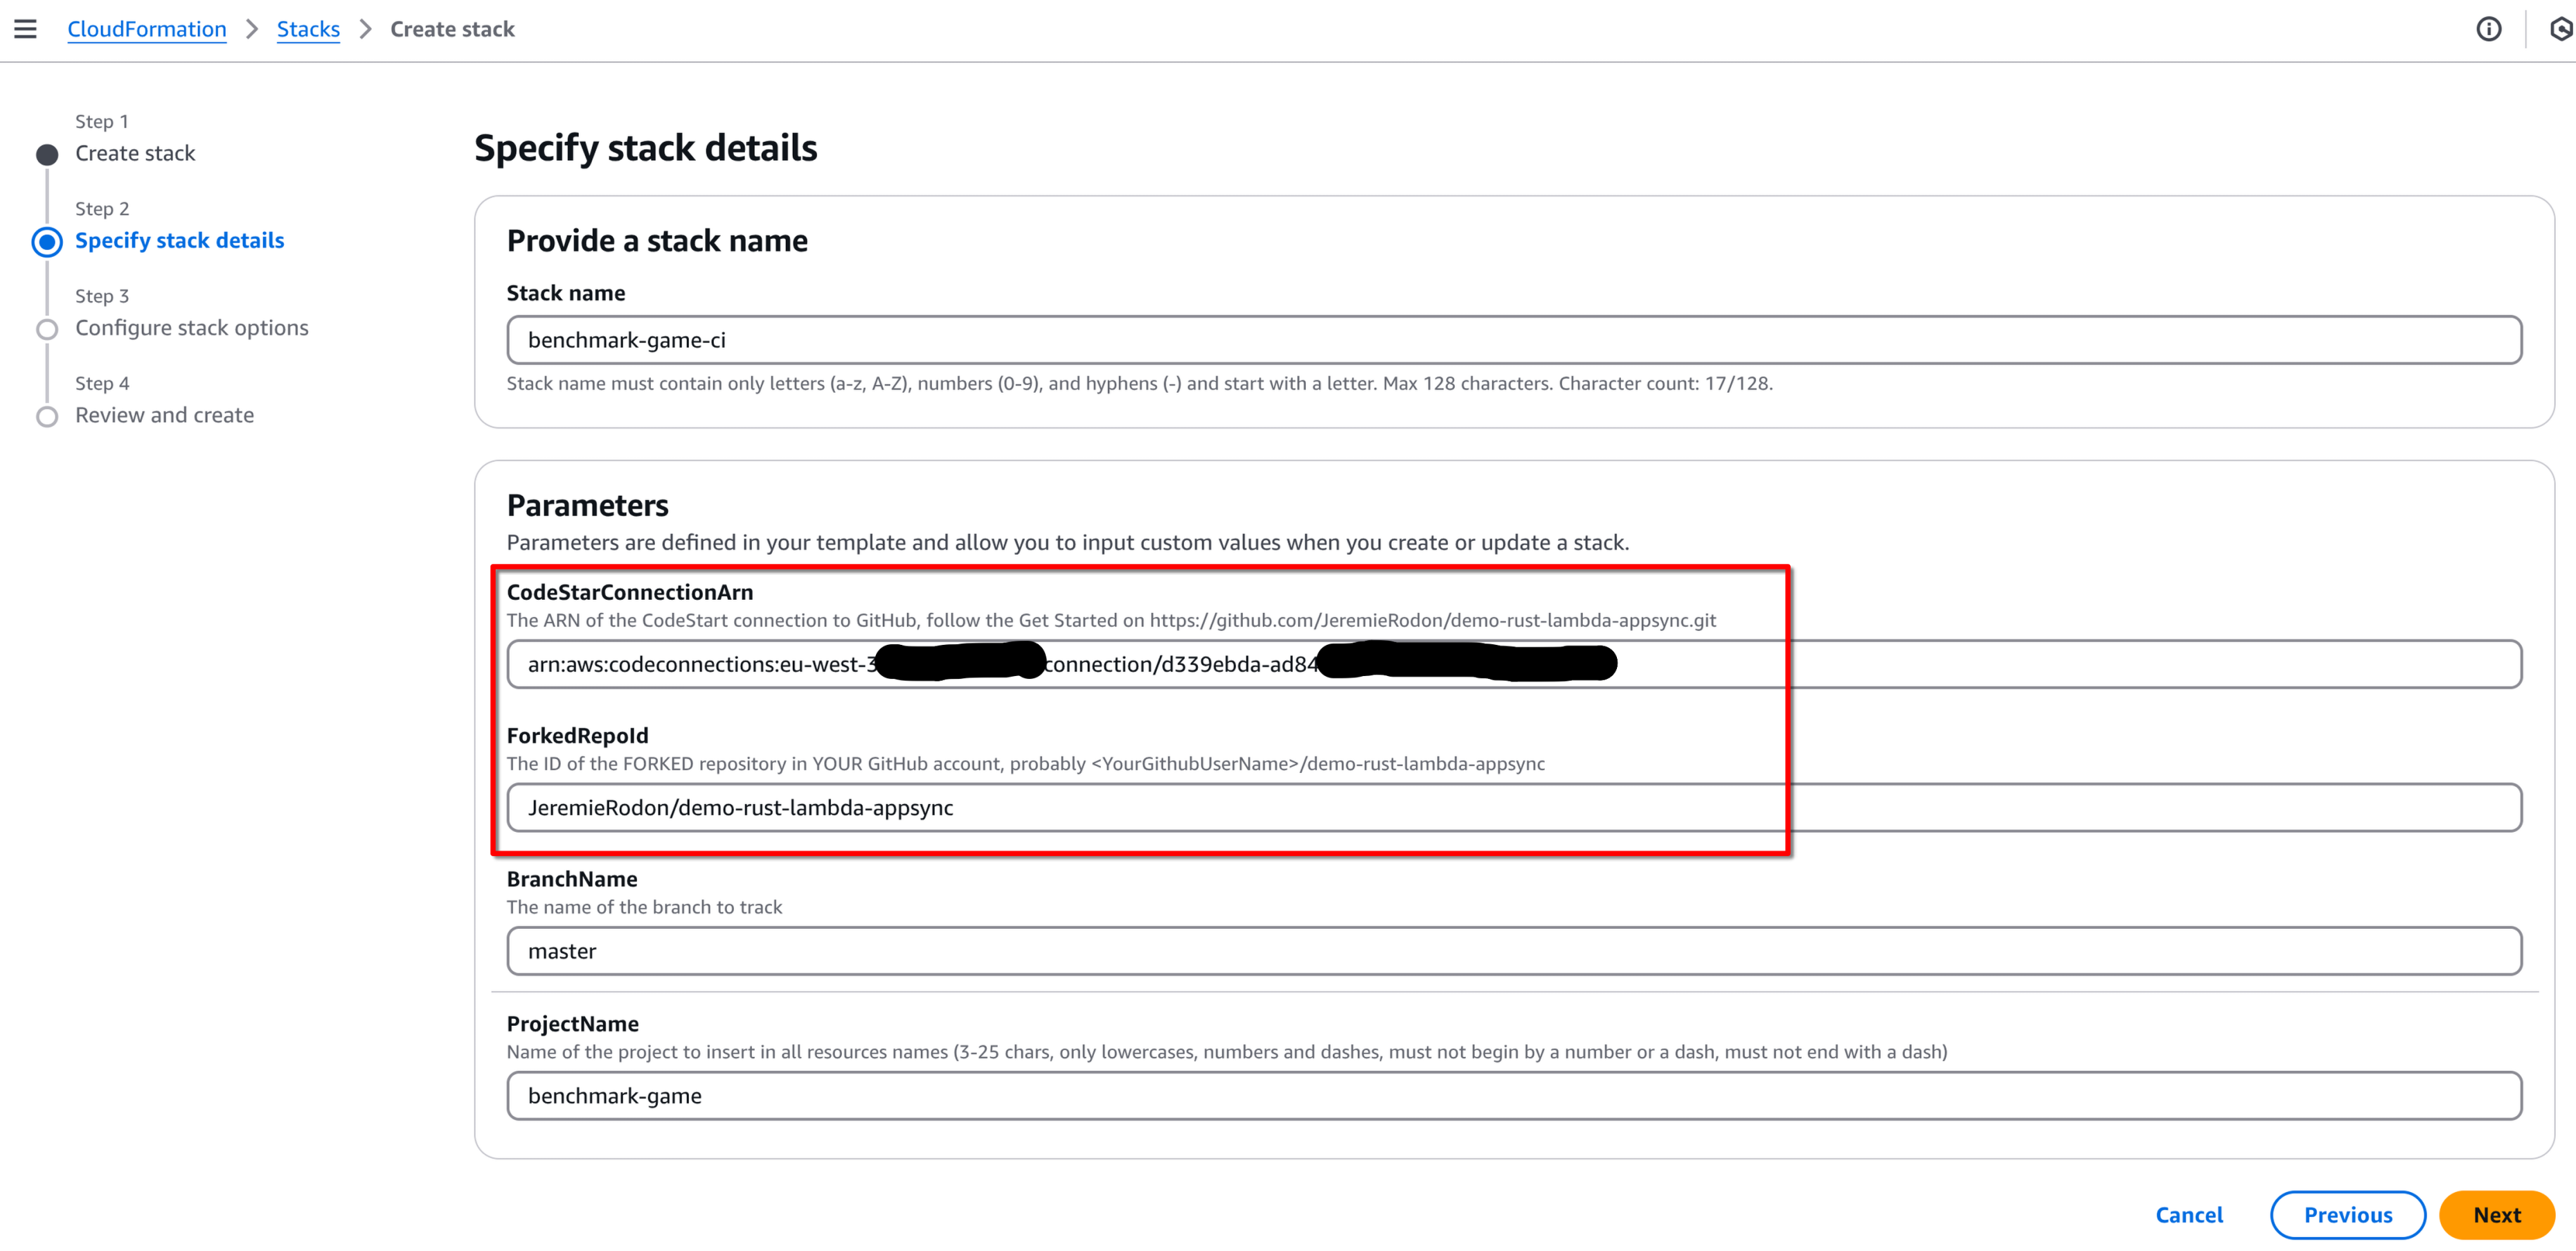 CloudFormation > Stacks > Create stack
Step 1
Create stack
Step 2
Specify stack details
Step 3
Configure stack options
Step 4
Review and create
Specify stack details
Provide a stack name
Stack name
benchmark-game-ci
Stack name must contain only letters (a-z, A-Z), numbers (0-9), and hyphens (-) and start with a letter. Max 128 characters. Character count: 17/128.
Parameters
Parameters are defined in your template and allow you to input custom values when you create or update a stack.
CodeStarConnectionArn
The ARN of the CodeStart connection to GitHub, follow the Get Started on https://github.com/JeremieRodon/demo-rust-lambda-appsync.git
arn:aws:codeconnections:eu-west-3 connection/d339ebda-ad84
ForkedRepoId
The ID of the FORKED repository in YOUR GitHub account, probably <YourGithubUserName>/demo-rust-lambda-appsync
JeremieRodon/demo-rust-lambda-appsync
BranchName
The name of the branch to track
master
ProjectName
Name of the project to insert in all resources names (3-25 chars, only lowercases, numbers and dashes, must not begin by a number or a dash, must not end with a dash)
benchmark-game
Cancel
Previous
Next